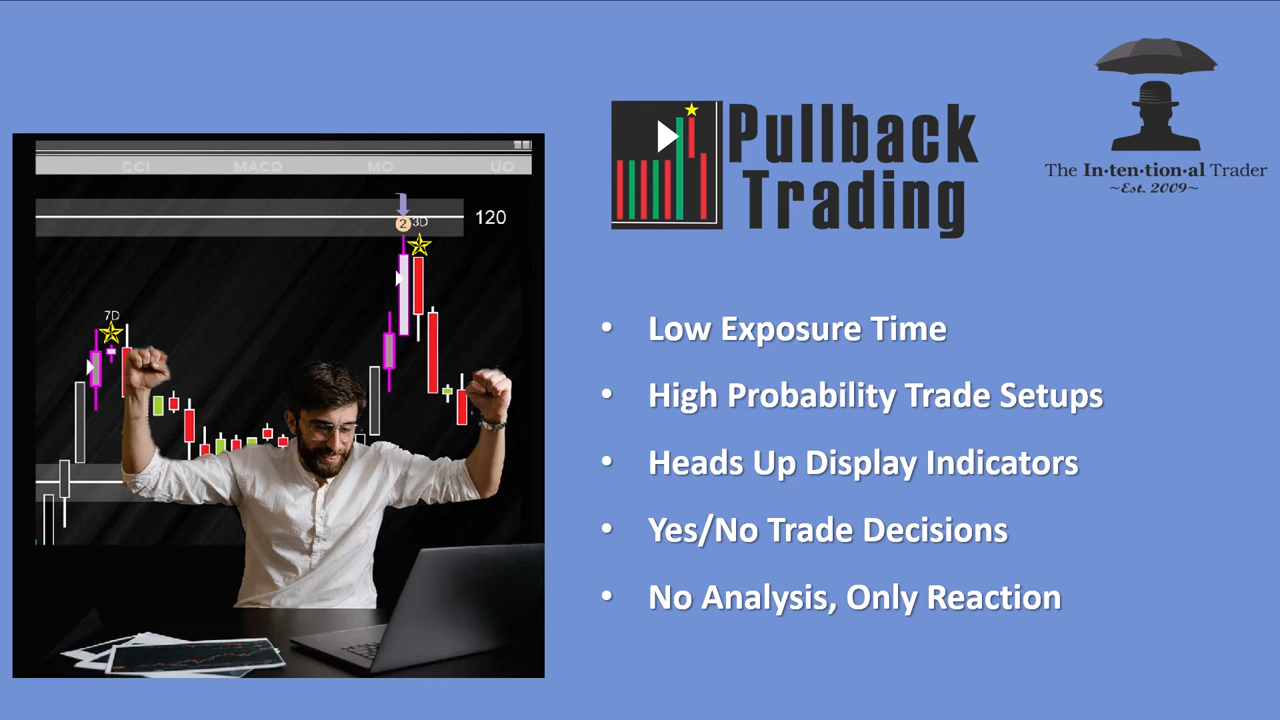 Pullback
Trading
The In·ten·tion·al Trader
~Est. 2009~
CCI MACD MO UO
120
2 3D
7D
• Low Exposure Time
• High Probability Trade Setups
• Heads Up Display Indicators
• Yes/No Trade Decisions
• No Analysis, Only Reaction